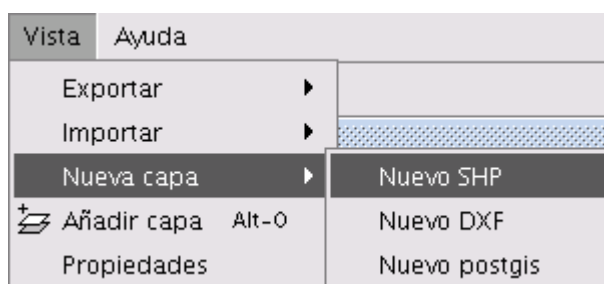 Vista Ayuda
Exportar
Importar
Nueva capa Nuevo SHP
Añadir capa Alt-O Nuevo DXF
Propiedades Nuevo postgis